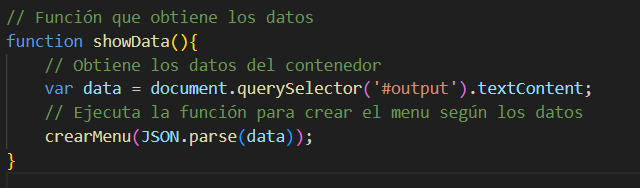 // Función que obtiene los datos
function showData(){
    // Obtiene los datos del contenedor
    var data = document.querySelector('#output').textContent;
    // Ejecuta la función para crear el menu según los datos
    crearMenu(JSON.parse(data));
}